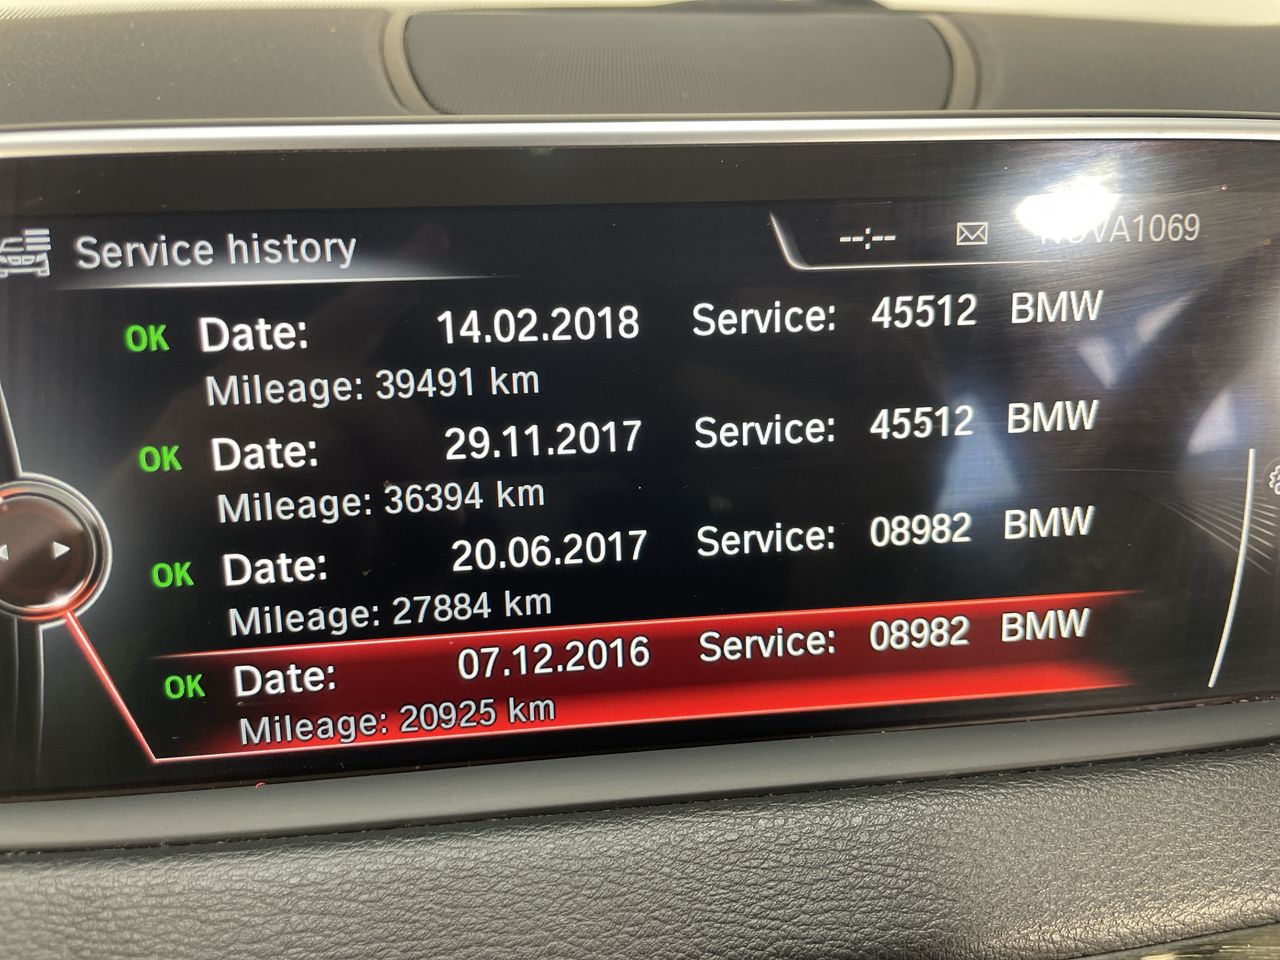 Service history
--:--
Date: 14.02.2018 Service: 45512 BMW
OK
Mileage: 39491 km
OK Date: 29.11.2017 Service: 45512 BMW
Mileage: 36394 km
OK Date: 20.06.2017 Service: 08982 BMW
Mileage: 27884 km
OK Date: 07.12.2016 Service: 08982 BMW
Mileage: 20925 km